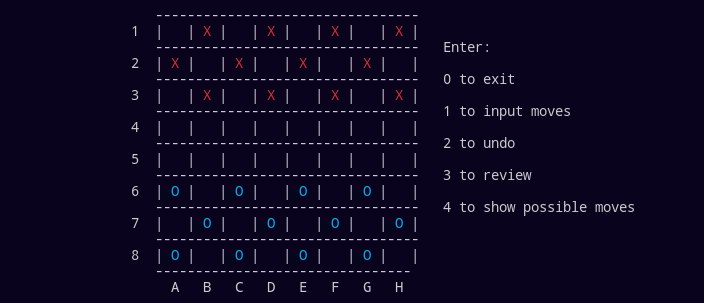 -----------------------------------
1 |   | X |   | X |   | X |   | X |
-----------------------------------
2 | X |   | X |   | X |   | X |   |
-----------------------------------
3 |   | X |   | X |   | X |   | X |
-----------------------------------
4 |   |   |   |   |   |   |   |   |
-----------------------------------
5 |   |   |   |   |   |   |   |   |
-----------------------------------
6 | O |   | O |   | O |   | O |   |
-----------------------------------
7 |   | O |   | O |   | O |   | O |
-----------------------------------
8 | O |   | O |   | O |   | O |   |
-----------------------------------
A B C D E F G H
Enter:
0 to exit
1 to input moves
2 to undo
3 to review
4 to show possible moves